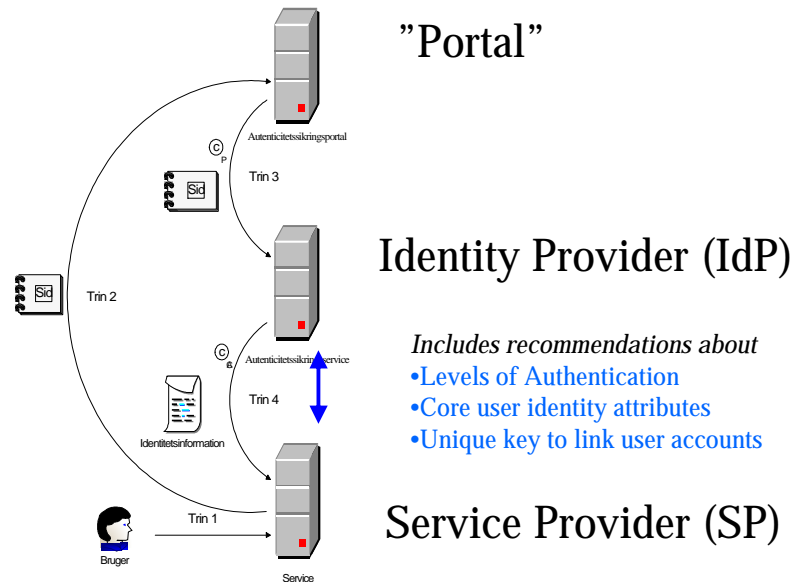 ”Portal”
Autenticitetssikringsportal
C
P
Sid
Trin 3
Identity Provider (IdP)
Sid
Trin 2
Includes recommendations about
•Levels of Authentication
•Core user identity attributes
•Unique key to link user accounts
C
Trin 4
Identitetsinformation
Service Provider (SP)
Trin 1
Bruger
Service